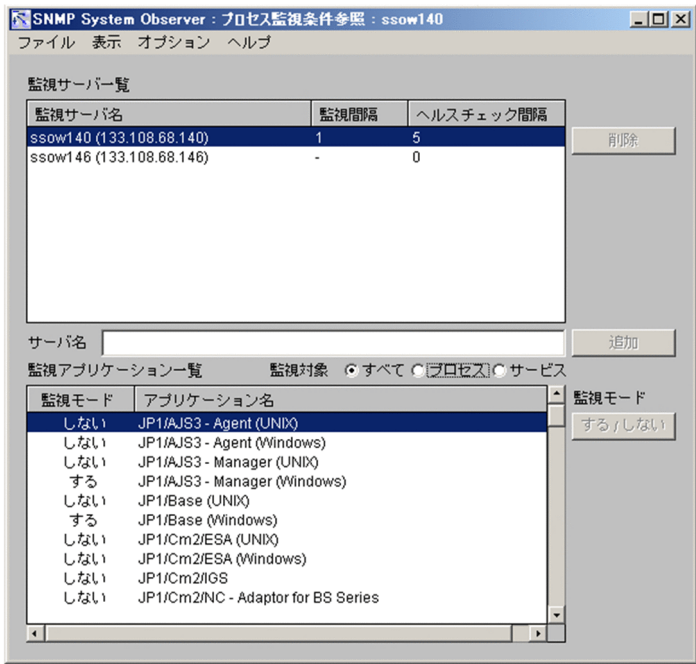 SNMP System Observer : プロセス監視条件参照 : ssow140
ファイル 表示 オプション ヘルプ
監視サーバ一覧
監視サーバ名 監視間隔 ヘルスチェック間隔
ssow140 (133.108.68.140) 1 5
ssow146 (133.108.68.146) - 0
削除
サーバ名 追加
監視アプリケーション一覧 監視対象 すべて プロセス サービス
監視モード アプリケーション名
しない JP1/AJS3 - Agent (UNIX)
しない JP1/AJS3 - Agent (Windows)
しない JP1/AJS3 - Manager (UNIX)
する JP1/AJS3 - Manager (Windows)
しない JP1/Base (UNIX)
する JP1/Base (Windows)
しない JP1/Cm2/ESA (UNIX)
しない JP1/Cm2/ESA (Windows)
しない JP1/Cm2/IGS
しない JP1/Cm2/NC - Adaptor for BS Series
監視モード
する / しない